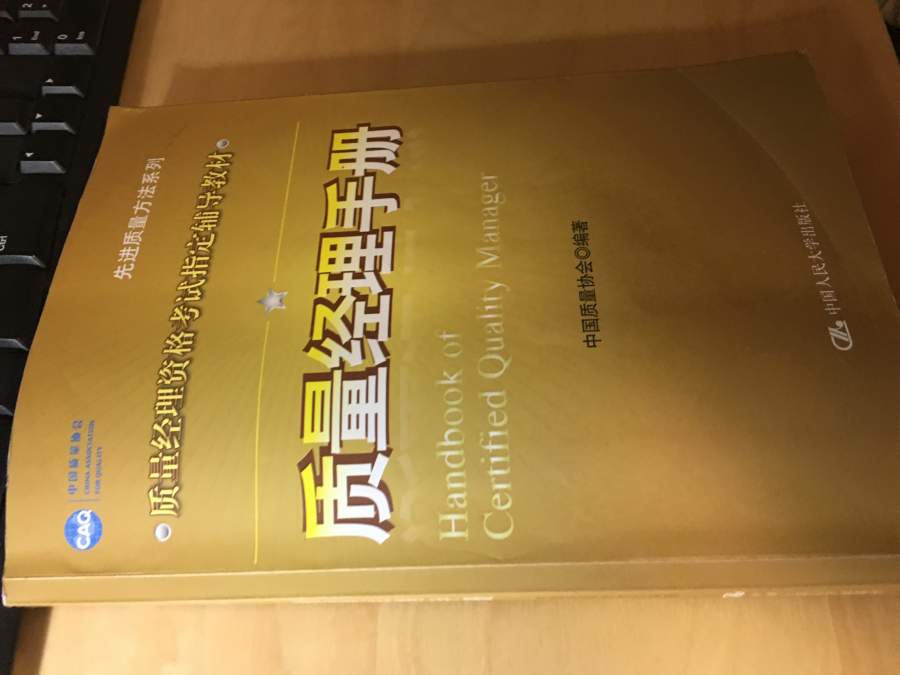 CAQ
中国质量协会
CHINA ASSOCIATION
FOR QUALITY
先进质量方法系列
质量经理资格考试指定辅导教材
质量经理手册
Handbook of
Certified Quality Manager
中国质量协会◎编著
中国人民大学出版社